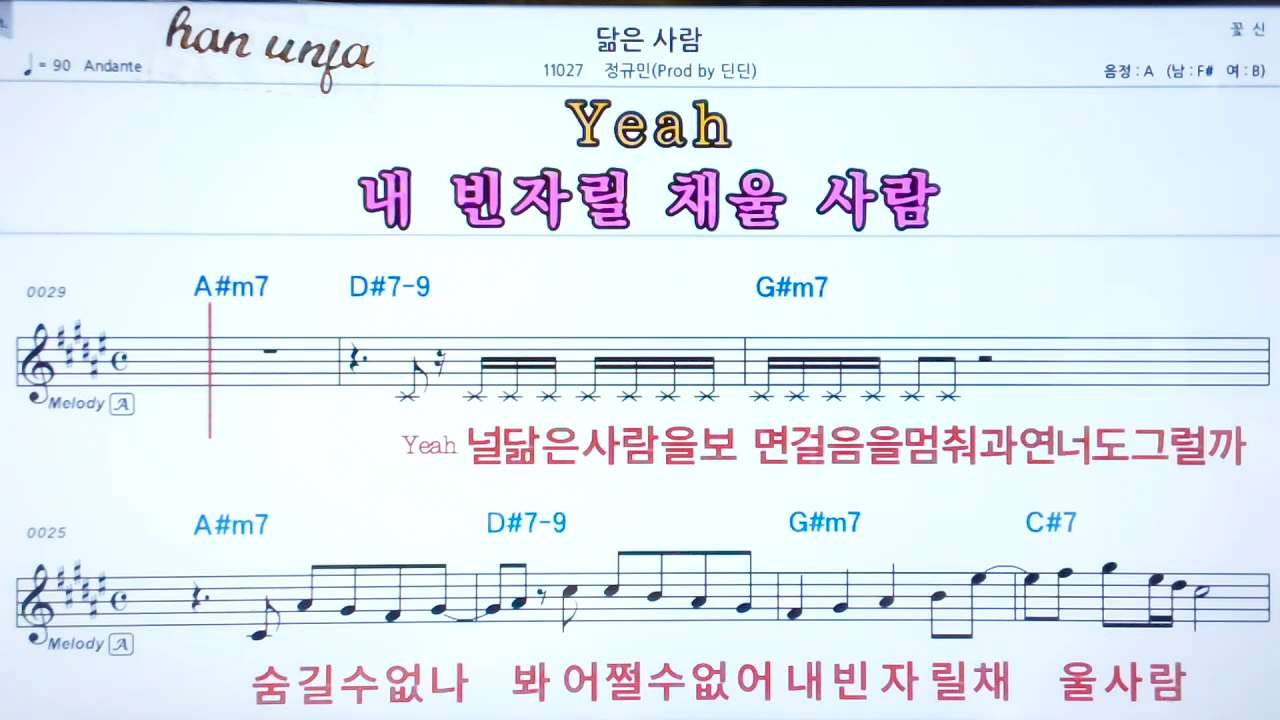 han unfa
닮은 사람
꽃 신
♩= 90 Andante
11027 정규민(Prod by 딘딘)
음정 : A (남 : F# 여 : B)
Yeah
내 빈자릴 채울 사람
0029 A#m7 D#7-9 G#m7
Melody A
Yeah 널닮은사람을보 면걸음을멈춰과연너도그럴까
0025 A#m7 D#7-9 G#m7 C#7
Melody A
숨길수없나 봐 어쩔수없어 내빈 자 릴채 울사람